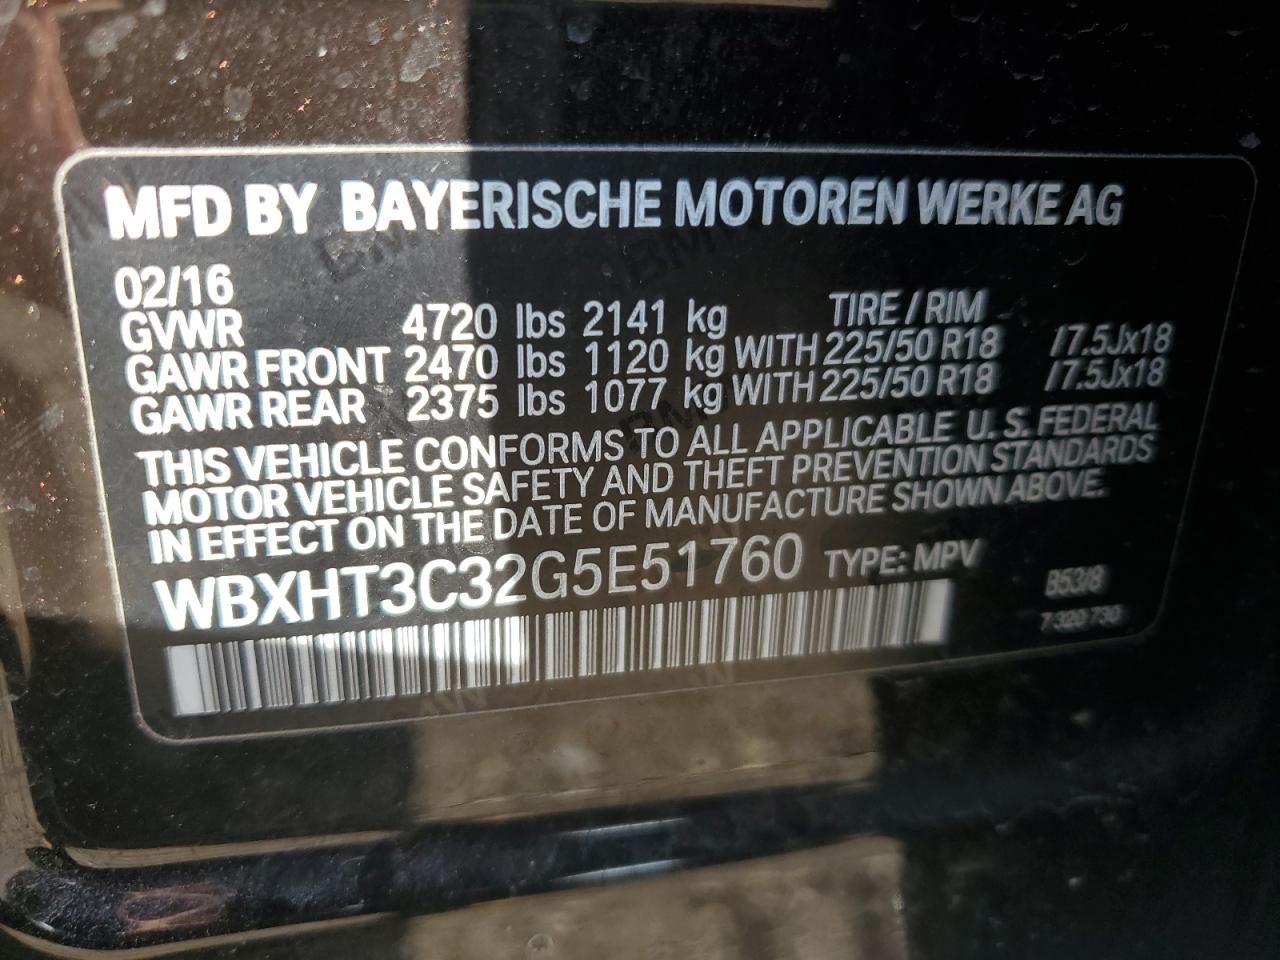 MFD BY BAYERISCHE MOTOREN WERKE AG
02/16 TIRE / RIM
GVWR 4720 lbs 2141 kg
GAWR FRONT 2470 lbs 1120 kg WITH 225/50 R18 /7.5Jx18
GAWR REAR 2375 lbs 1077 kg WITH 225/50 R18 /7.5Jx18
THIS VEHICLE CONFORMS TO ALL APPLICABLE U.S. FEDERAL
MOTOR VEHICLE SAFETY AND THEFT PREVENTION STANDARDS
IN EFFECT ON THE DATE OF MANUFACTURE SHOWN ABOVE.
WBXHT3C32G5E51760 TYPE: MPV
B53/8
7 320 730